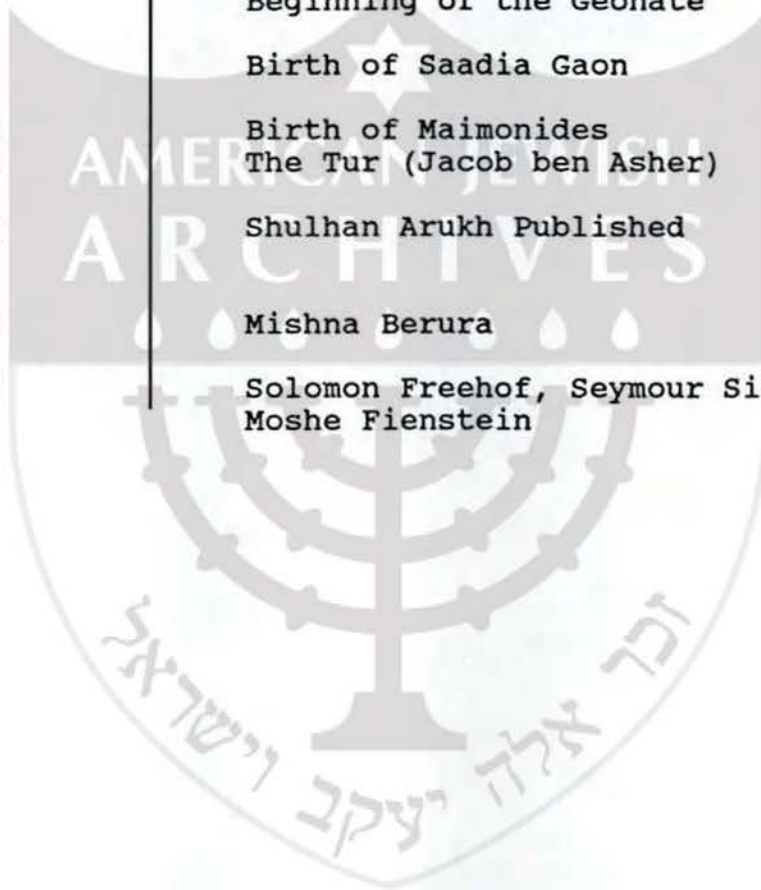 Beginning of the Geonate
Birth of Saadia Gaon
Birth of Maimonides
The Tur (Jacob ben Asher)
Shulhan Arukh Published
Mishna Berura
Solomon Freehof, Seymour Si
Moshe Fienstein
AMERICAN JEWISH
ARCHIVES
זכר אלה יעקב וישראל